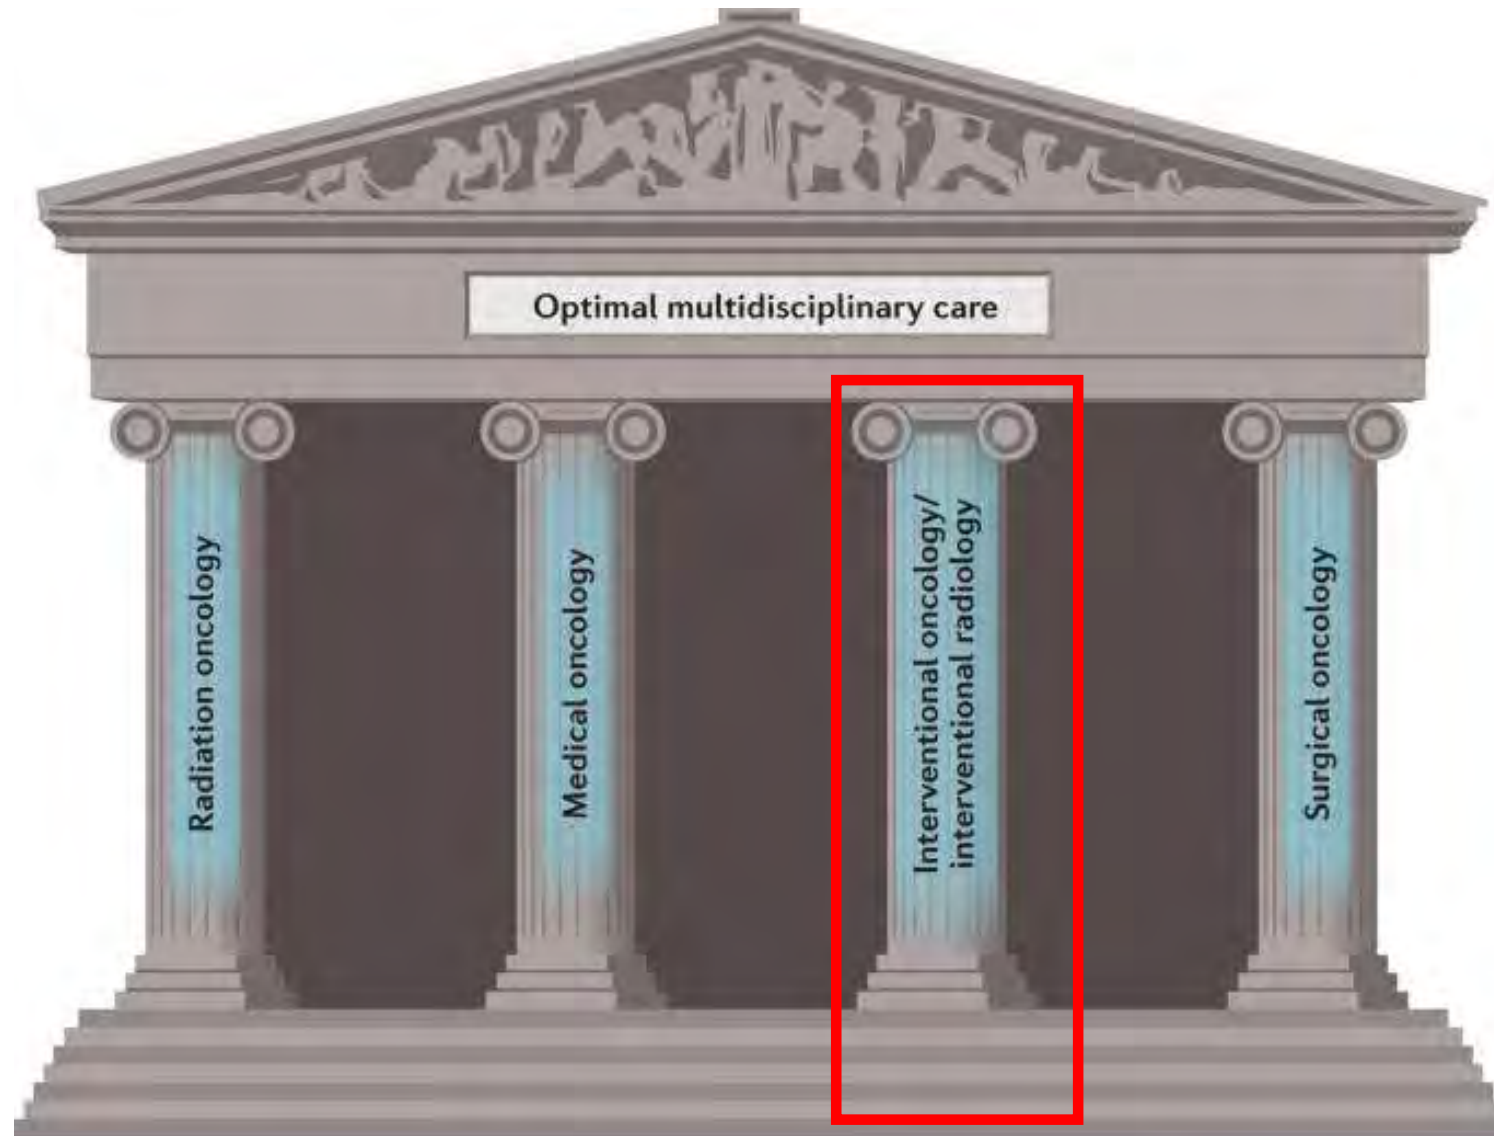 Optimal multidisciplinary care
Radiation oncology
Medical oncology
Interventional oncology/
interventional radiology
Surgical oncology